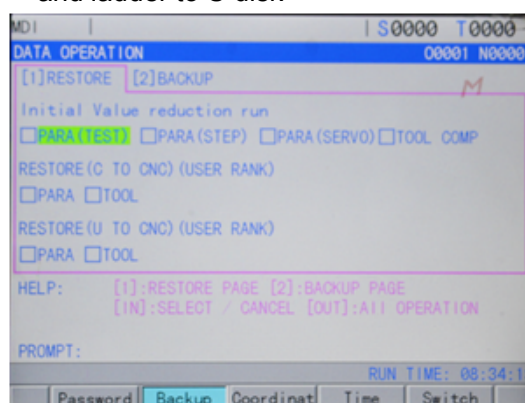 and ladder to U disk
MDI S0000 T0000
DATA OPERATION O0001 N0000
[1]RESTORE [2]BACKUP
M
Initial Value reduction run
PARA(TEST) PARA(STEP) PARA(SERVO) TOOL COMP
RESTORE(C TO CNC)(USER RANK)
PARA TOOL
RESTORE(U TO CNC)(USER RANK)
PARA TOOL
HELP: [1]:RESTORE PAGE [2]:BACKUP PAGE
[IN]:SELECT / CANCEL [OUT]:All OPERATION
PROMPT:
RUN TIME: 08:34:1
Password Backup Coordinat Time Switch